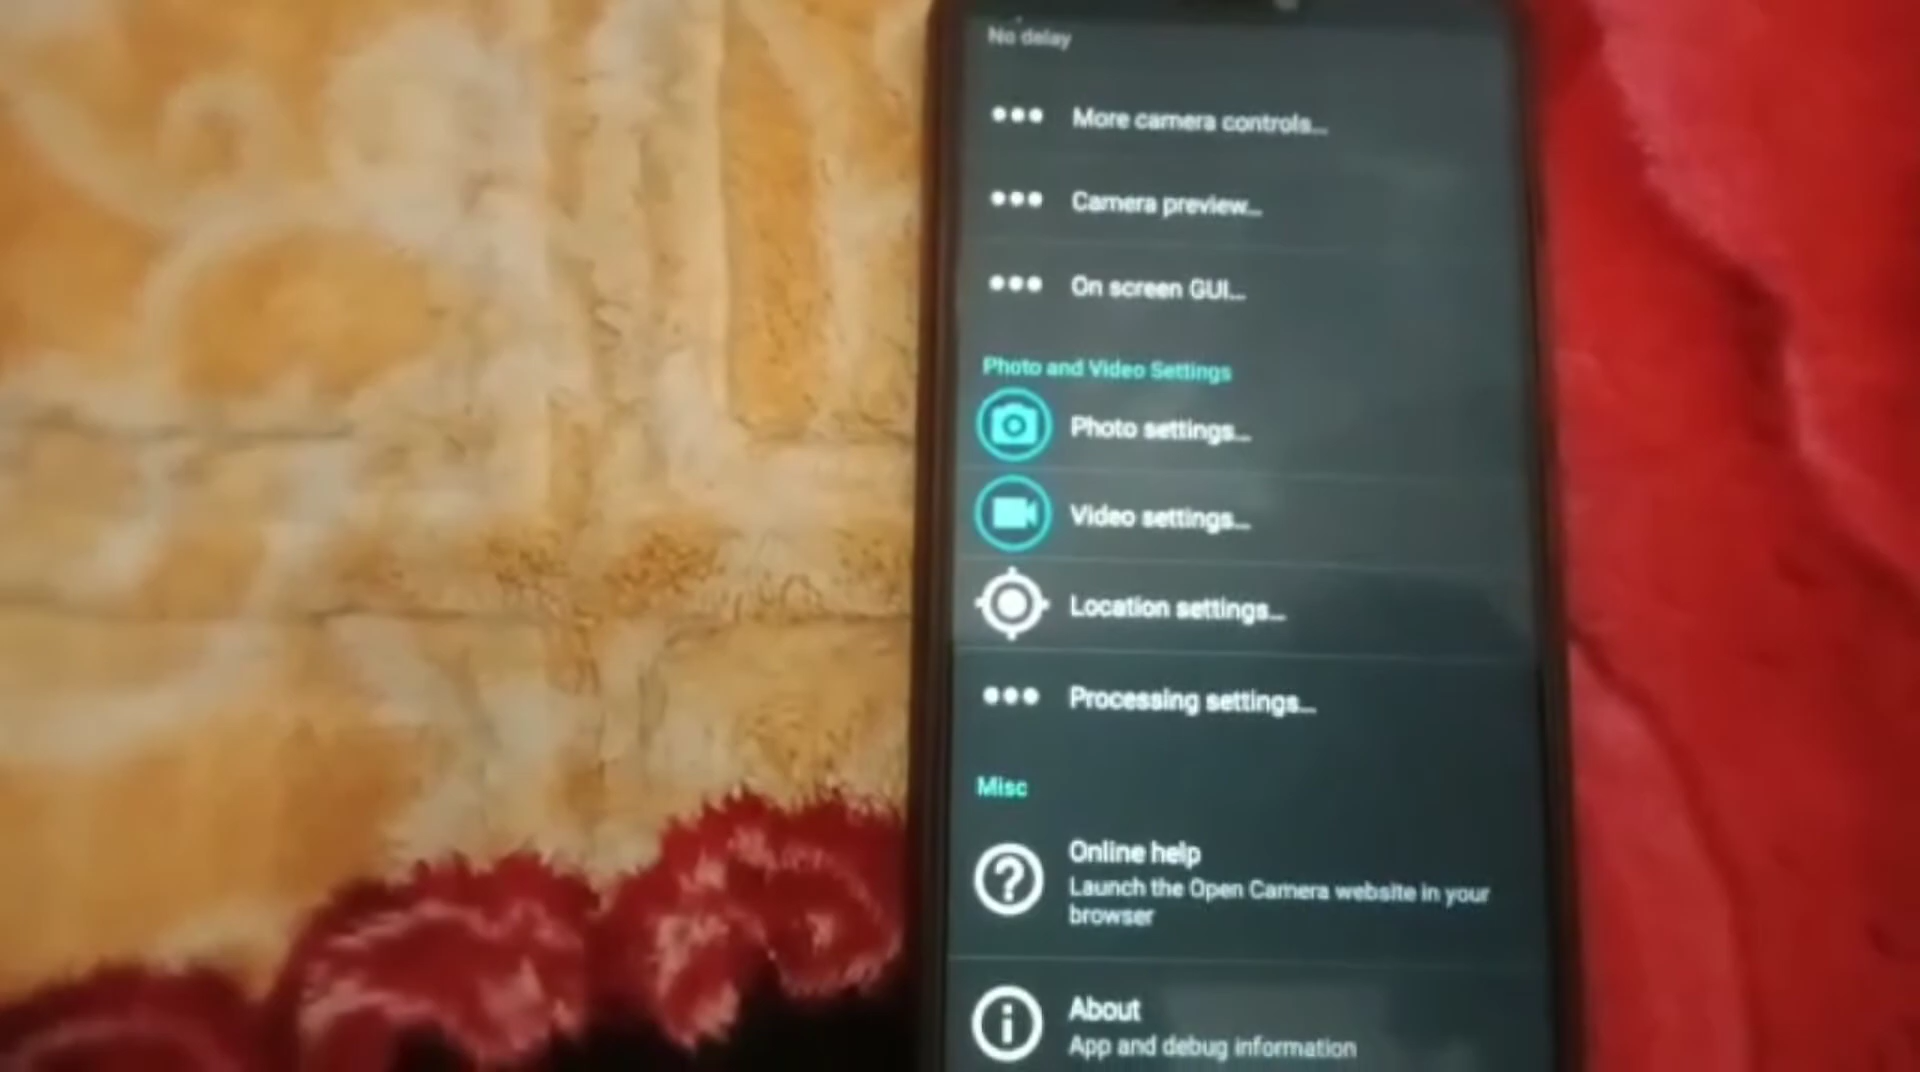 No delay
More camera controls...
Camera preview...
On screen GUI...
Photo and Video Settings
Photo settings...
Video settings...
Location settings...
Processing settings...
Misc
Online help
Launch the Open Camera website in your
browser
About
App and debug information